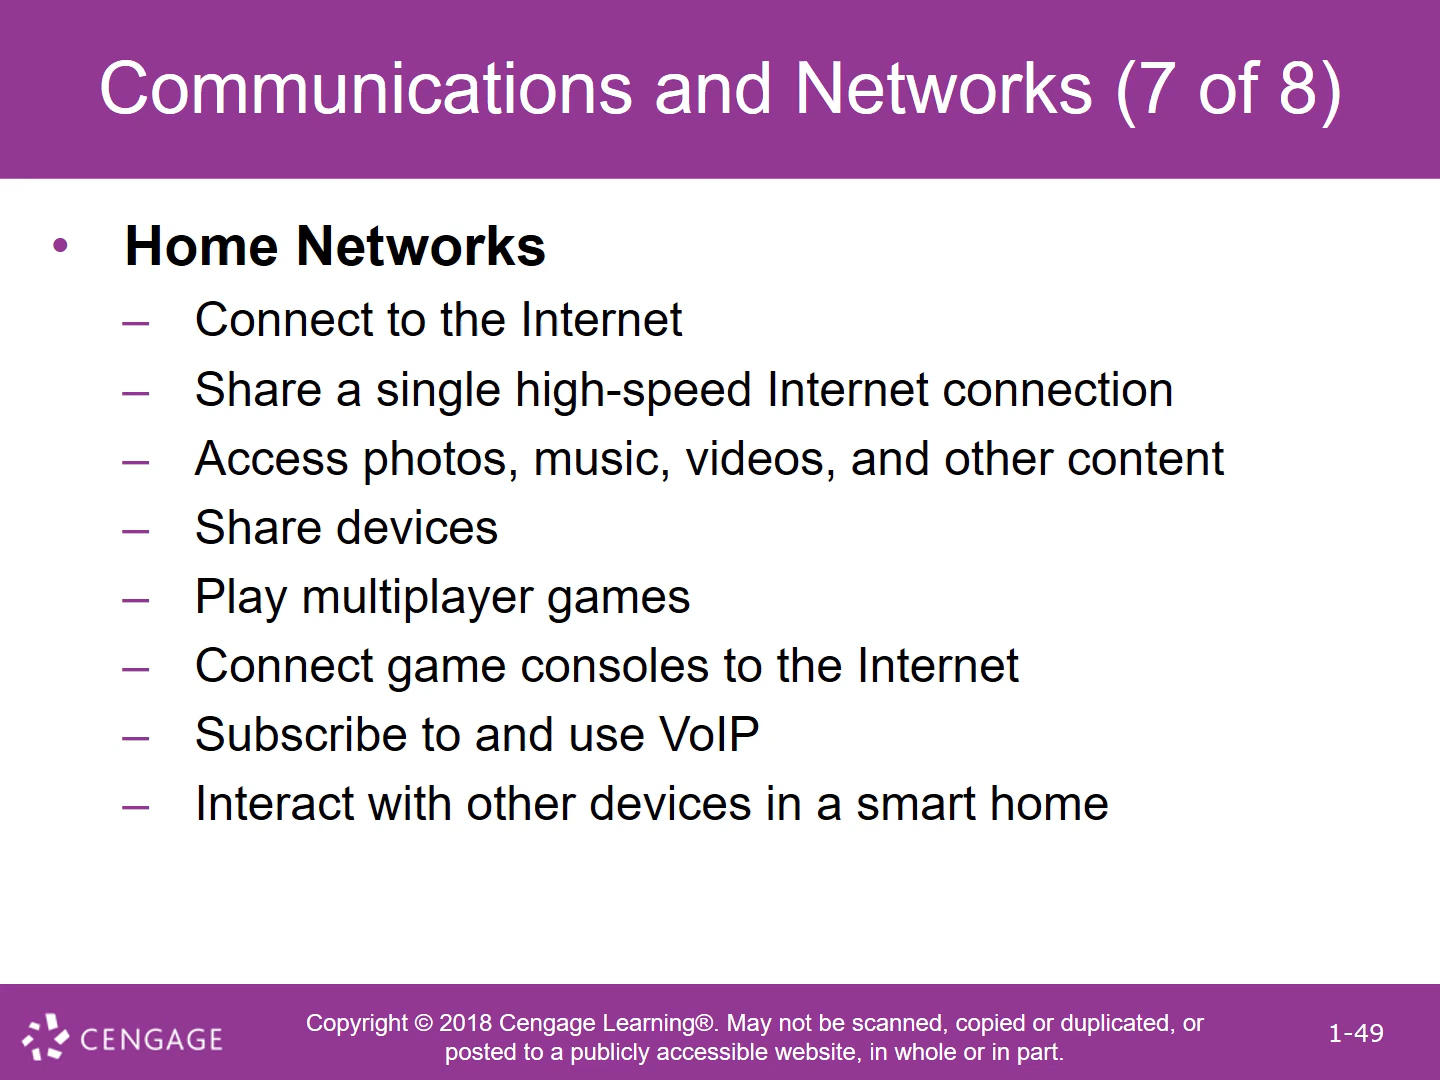 Communications and Networks (7 of 8)
• Home Networks
– Connect to the Internet
– Share a single high-speed Internet connection
– Access photos, music, videos, and other content
– Share devices
– Play multiplayer games
– Connect game consoles to the Internet
– Subscribe to and use VoIP
– Interact with other devices in a smart home
CENGAGE
Copyright © 2018 Cengage Learning®. May not be scanned, copied or duplicated, or
posted to a publicly accessible website, in whole or in part.
1-49